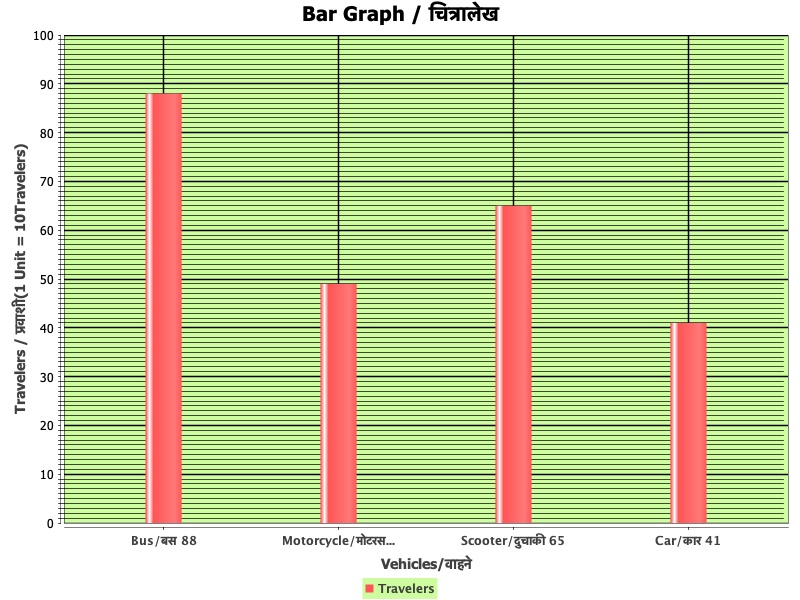 Bar Graph / चित्रालेख
Travelers / प्रवाशी(1 Unit = 10Travelers)
100
90
80
70
60
50
40
30
20
10
0
Bus/बस 88 Motorcycle/मोटरस... Scooter/दुचाकी 65 Car/कार 41
Vehicles/वाहने
Travelers